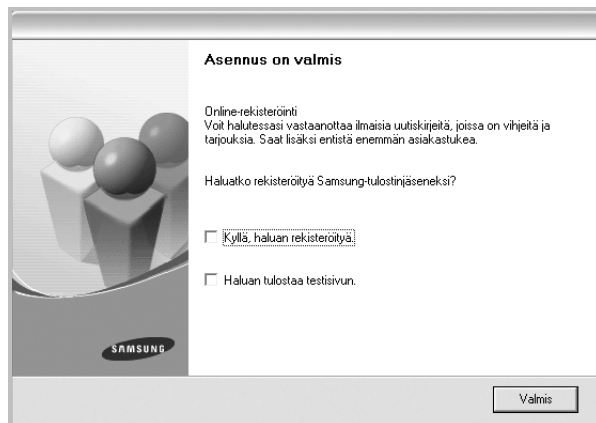 Asennus on valmis
Online-rekisteröinti
Voit halutessasi vastaanottaa ilmaisia uutiskirjeitä, joissa on vihjeitä ja
tarjouksia. Saat lisäksi entistä enemmän asiakastukea.
Haluatko rekisteröityä Samsung-tulostinjäseneksi?
Kyllä, haluan rekisteröityä.
Haluan tulostaa testisivun.
SAMSUNG
Valmis